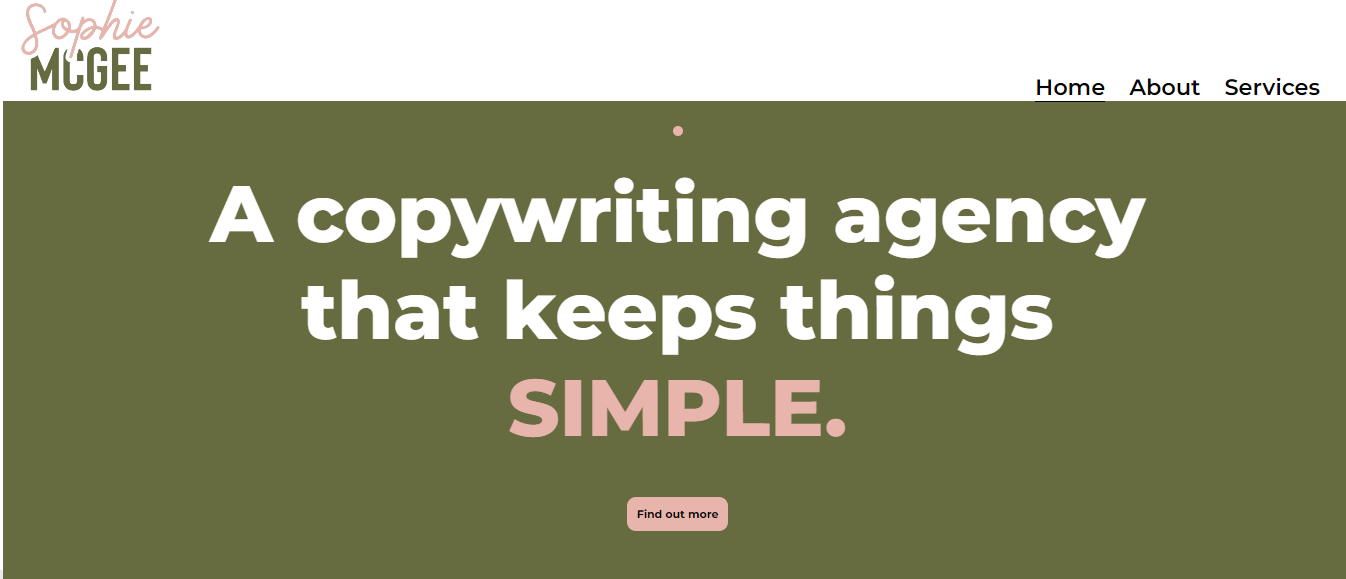 Sophie
MCGEE
Home About Services
A copywriting agency
that keeps things
SIMPLE.
Find out more